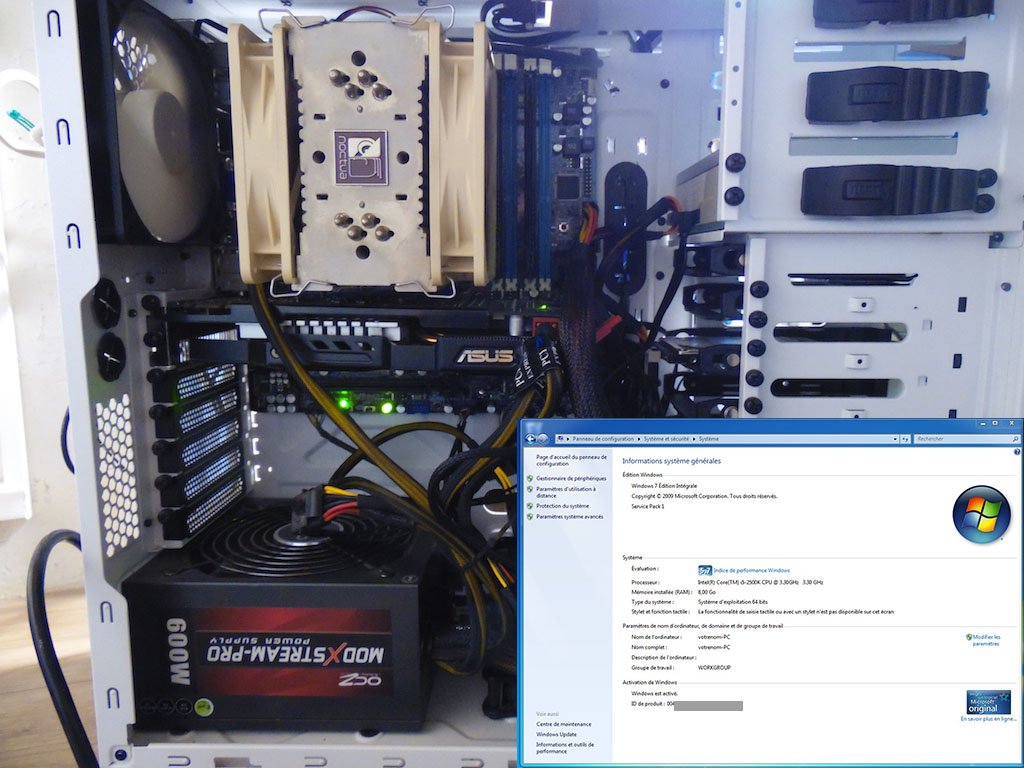 noctua
ASUS
PCI
PCI
EXPRESS
600W
MODXSTREAM-PRO
POWER SUPPLY
OCZ
Panneau de configuration
Système et sécurité
Système
Rechercher
Page d'accueil du panneau de
configuration
Gestionnaire de périphériques
Paramètres d'utilisation à
distance
Protection du système
Paramètres système avancés
Voir aussi
Centre de maintenance
Windows Update
Informations et outils de
performance
Informations système générales
Édition Windows
Windows 7 Édition Intégrale
Copyright © 2009 Microsoft Corporation. Tous droits réservés.
Service Pack 1
Système
Évaluation :
5,7 Indice de performance Windows
Processeur : Intel(R) Core(TM) i5-2500K CPU @ 3.30GHz 3.30 GHz
Mémoire installée (RAM) : 8,00 Go
Type du système : Système d'exploitation 64 bits
Stylet et fonction tactile : La fonctionnalité de saisie tactile ou avec un stylet n'est pas disponible sur cet écran
Paramètres de nom d'ordinateur, de domaine et de groupe de travail
Nom de l'ordinateur : votrenom-PC
Modifier les
paramètres
Nom complet : votrenom-PC
Description de l'ordinateur :
Groupe de travail : WORKGROUP
Activation de Windows
Windows est activé.
ID de produit : 004
Microsoft
original
En savoir plus en ligne...